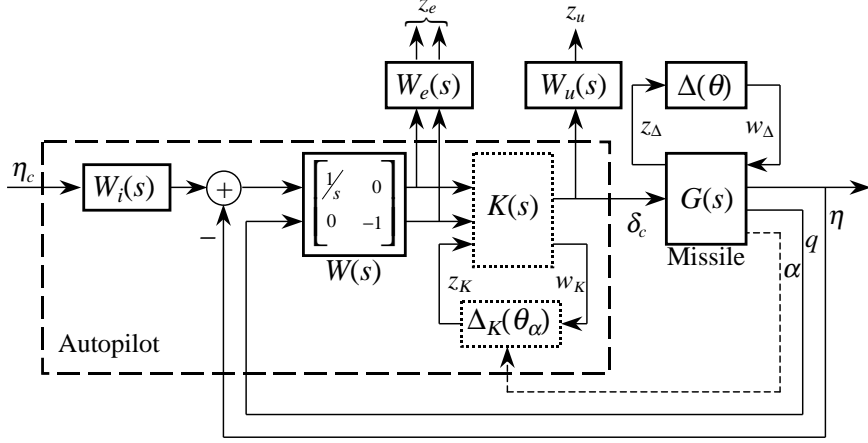 z_e
z_u
W_e(s)
W_u(s)
Δ(θ)
z_Δ
w_Δ
η_c
W_i(s)
+
−
1/s 0
0 −1
W(s)
K(s)
δ_c
G(s)
Missile
η
q
α
z_K
w_K
Δ_K(θ_α)
Autopilot